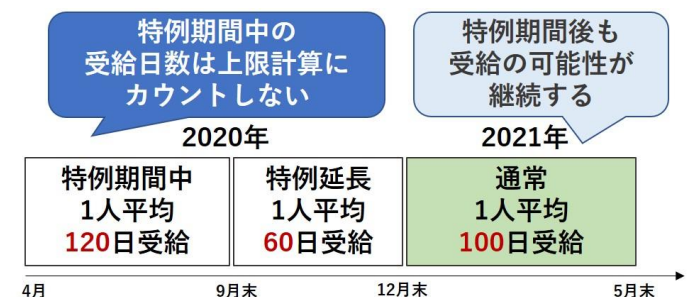 特例期間中の
受給日数は上限計算に
カウントしない
特例期間後も
受給の可能性が
継続する
2020年
2021年
特例期間中
1人平均
120日受給
特例延長
1人平均
60日受給
通常
1人平均
100日受給
4月
9月末
12月末
5月末